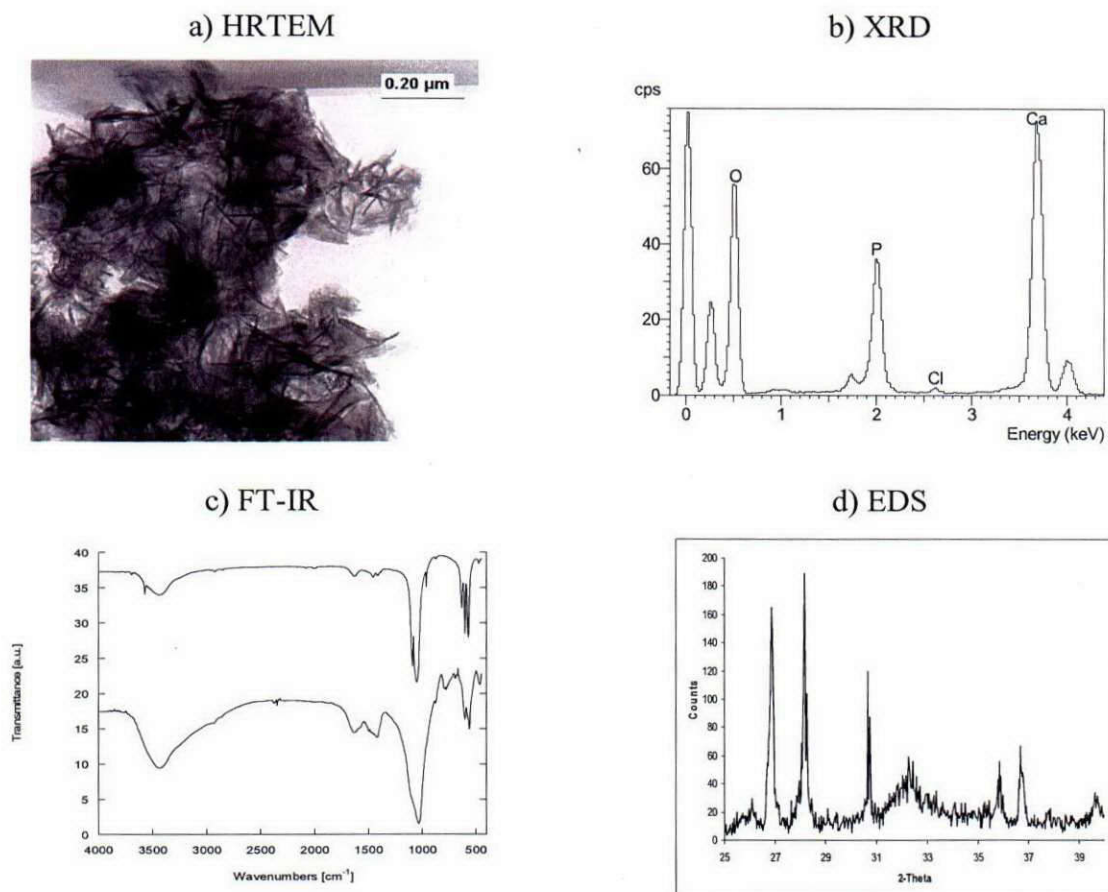 a) HRTEM
0.20 µm
b) XRD
cps
60
40
20
0
O
P
Cl
Ca
0 1 2 3 4
Energy (keV)
c) FT-IR
Transmittance [a.u.]
40
35
30
25
20
15
10
5
0
4000 3500 3000 2500 2000 1500 1000 500
Wavenumbers [cm⁻¹]
d) EDS
Counts
200
180
160
140
120
100
80
60
40
20
0
25 27 29 31 33 35 37 39
2-Theta